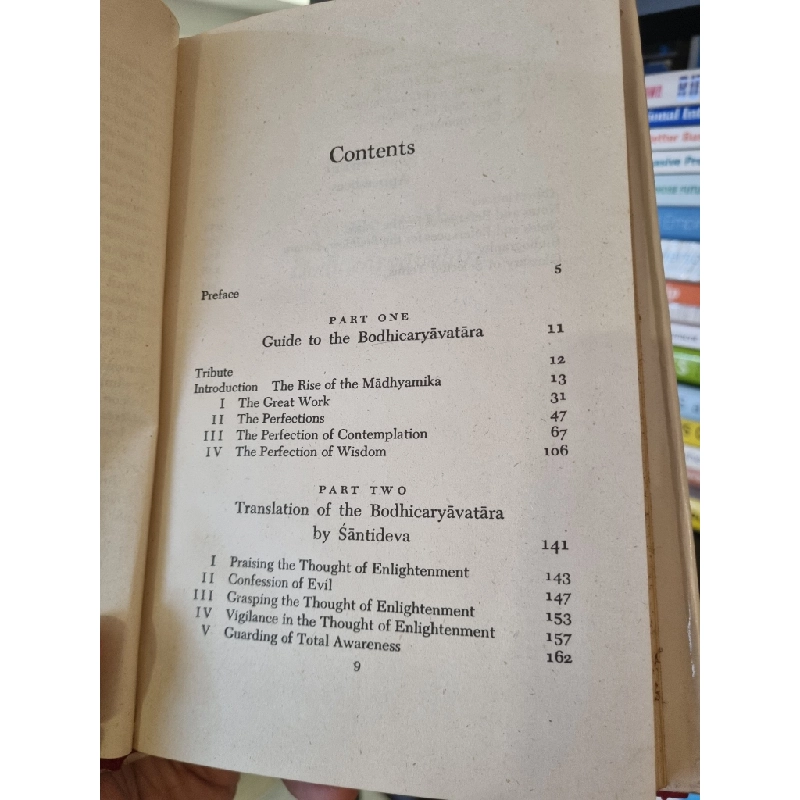 Contents
Preface 5
PART ONE
Guide to the Bodhicaryāvatāra 11
Tribute 12
Introduction The Rise of the Mādhyamika 13
I The Great Work 31
II The Perfections 47
III The Perfection of Contemplation 67
IV The Perfection of Wisdom 106
PART TWO
Translation of the Bodhicaryāvatāra
by Śāntideva 141
I Praising the Thought of Enlightenment 143
II Confession of Evil 147
III Grasping the Thought of Enlightenment 153
IV Vigilance in the Thought of Enlightenment 157
V Guarding of Total Awareness 162
9